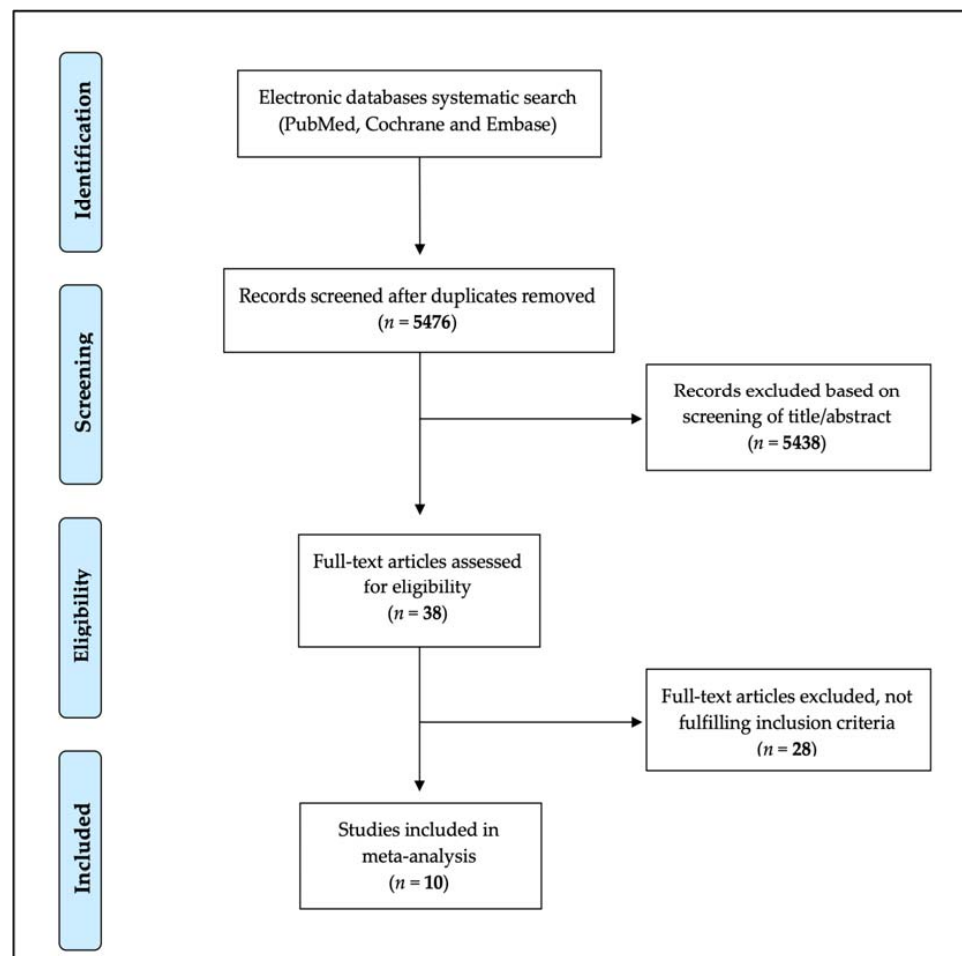 Identification
Electronic databases systematic search
(PubMed, Cochrane and Embase)
Screening
Records screened after duplicates removed
(n = 5476)
Records excluded based on
screening of title/abstract
(n = 5438)
Eligibility
Full-text articles assessed
for eligibility
(n = 38)
Full-text articles excluded, not
fulfilling inclusion criteria
(n = 28)
Included
Studies included in
meta-analysis
(n = 10)